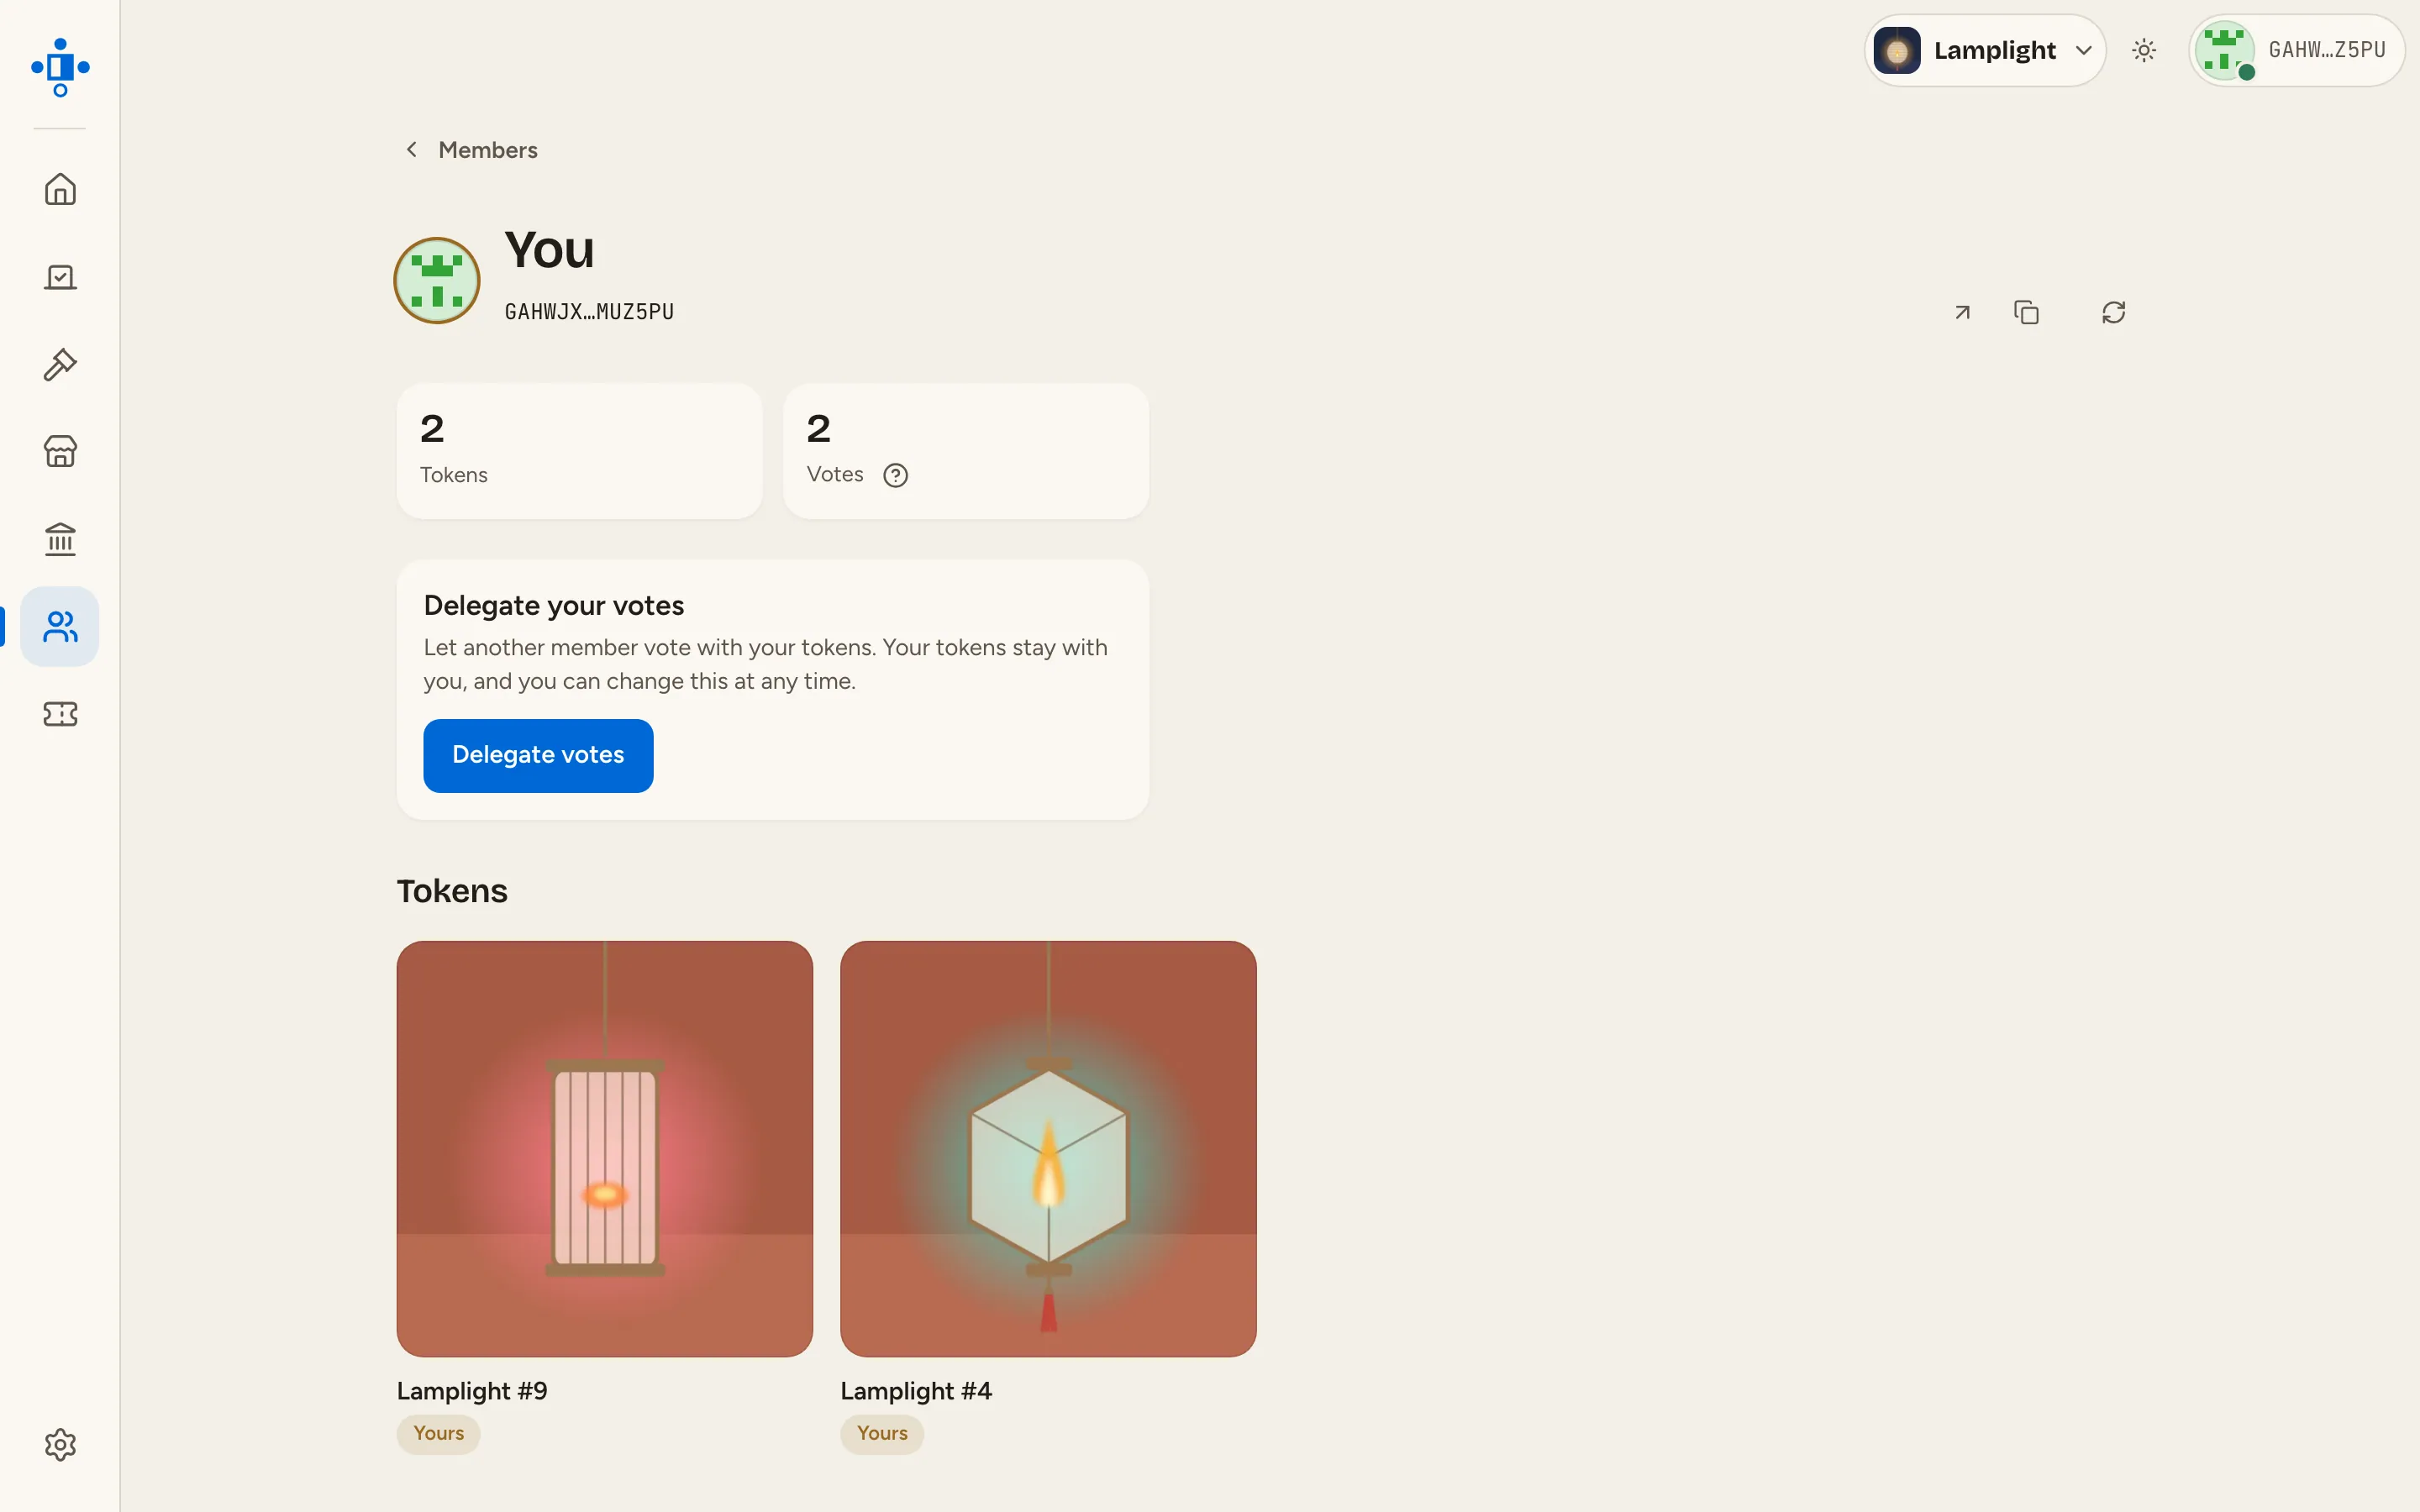 Lamplight
GAHW…Z5PU
Members
You
GAHWJX…MUZ5PU
2
Tokens
2
Votes
Delegate your votes
Let another member vote with your tokens. Your tokens stay with
you, and you can change this at any time.
Delegate votes
Tokens
Lamplight #9
Yours
Lamplight #4
Yours